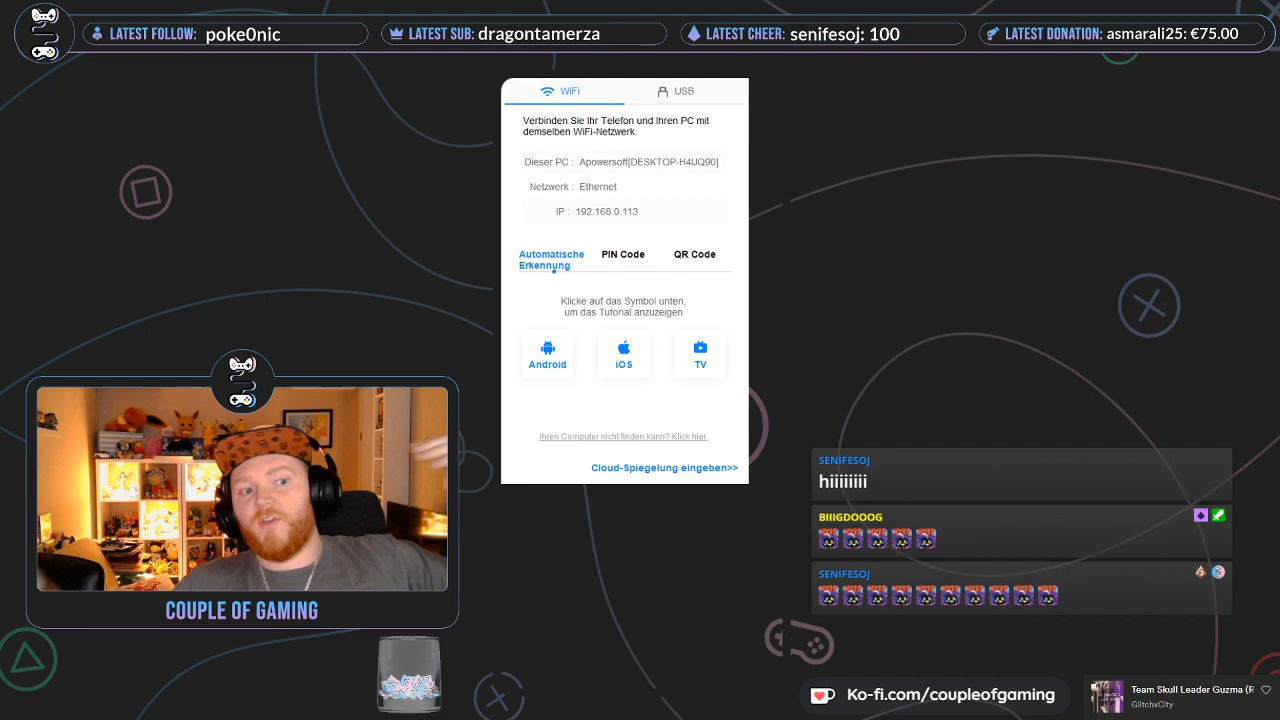 LATEST FOLLOW: poke0nic
LATEST SUB: dragontamerza
LATEST CHEER: senifesoj: 100
LATEST DONATION: asmarali25: €75.00
WiFi
USB
Verbinden Sie Ihr Telefon und Ihren PC mit
demselben WiFi-Netzwerk.
Dieser PC : Apowersoft[DESKTOP-H4IJQ90]
Netzwerk : Ethernet
IP : 192.168.0.113
Automatische
Erkennung
PIN Code
QR Code
Klicke auf das Symbol unten,
um das Tutorial anzuzeigen
Android
iOS
TV
Ihren Computer nicht finden kann? Klick hier.
Cloud-Spiegelung eingeben>>
COUPLE OF GAMING
SENIFESOJ
hiiiiiiii
BIIIGDOOOG
SENIFESOJ
Ko-fi.com/coupleofgaming
Team Skull Leader Guzma (R
GlitchxCity